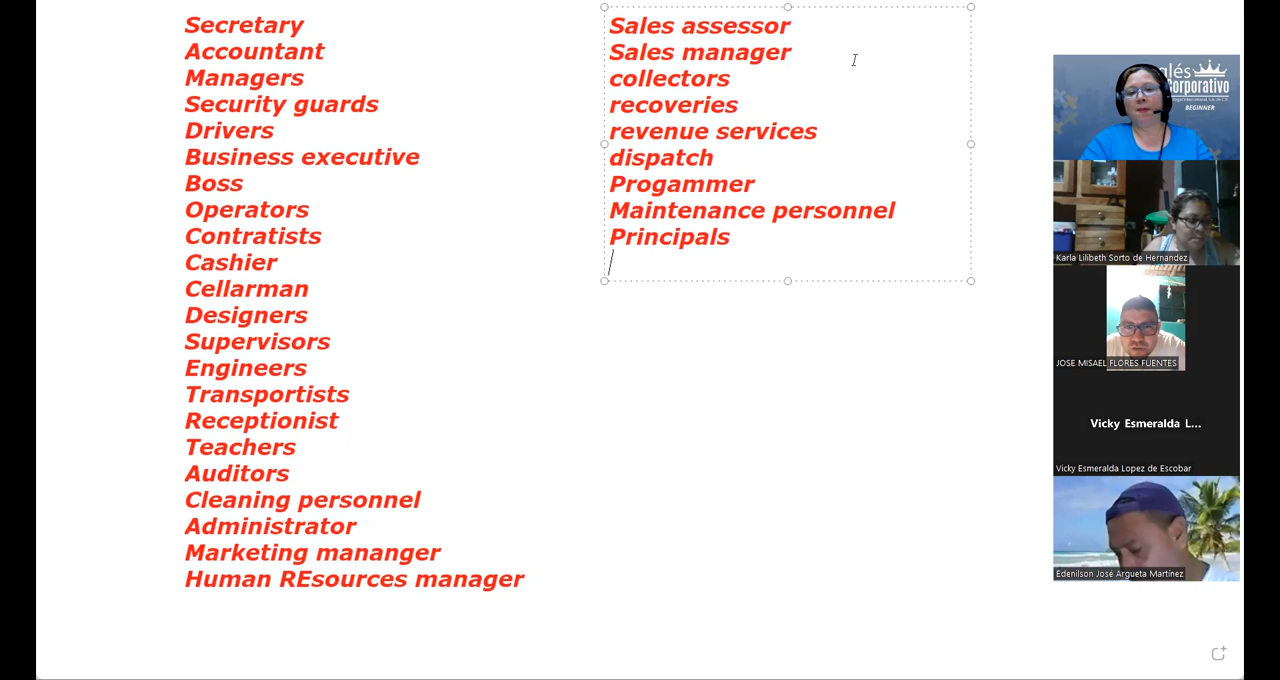 Secretary
Accountant
Managers
Security guards
Drivers
Business executive
Boss
Operators
Contratists
Cashier
Cellarman
Designers
Supervisors
Engineers
Transportists
Receptionist
Teachers
Auditors
Cleaning personnel
Administrator
Marketing mananger
Human REsources manager
Sales assessor
Sales manager
collectors
recoveries
revenue services
dispatch
Progammer
Maintenance personnel
Principals
glés
Corporativo
BEGINNER
Karla Lilibeth Sorto de Hernandez
JOSE MISAEL FLORES FUENTES
Vicky Esmeralda L...
Vicky Esmeralda Lopez de Escobar
Edenilson José Argueta Martínez